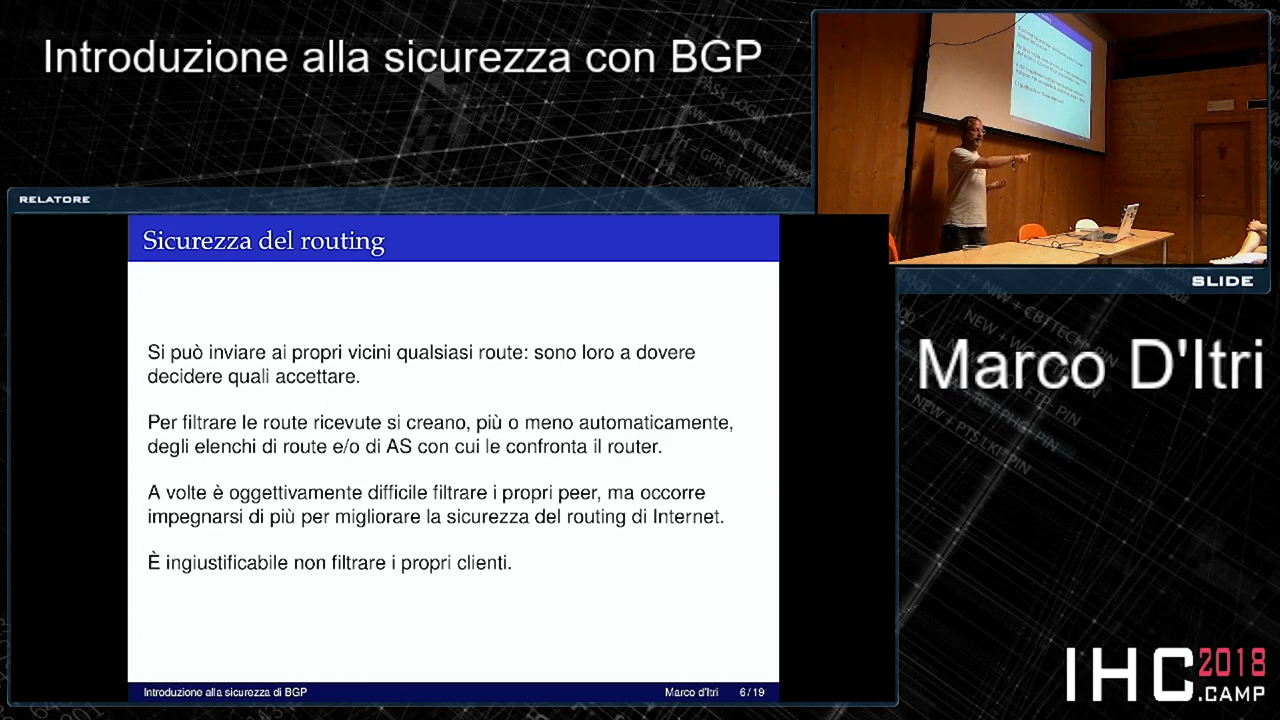 Introduzione alla sicurezza con BGP
RELATORE
Sicurezza del routing
Si può inviare ai propri vicini qualsiasi route: sono loro a dovere
decidere quali accettare.
Per filtrare le route ricevute si creano, più o meno automaticamente,
degli elenchi di route e/o di AS con cui le confronta il router.
A volte è oggettivamente difficile filtrare i propri peer, ma occorre
impegnarsi di più per migliorare la sicurezza del routing di Internet.
È ingiustificabile non filtrare i propri clienti.
Introduzione alla sicurezza di BGP
Marco d'Itri
6/19
SLIDE
Marco D'Itri
IHC 2018
.CAMP